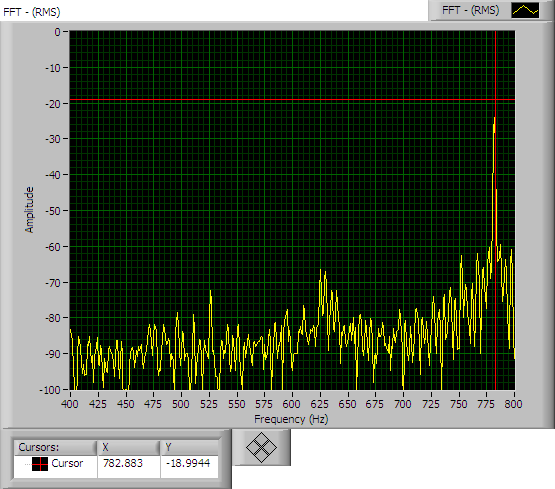 FFT - (RMS)
FFT - (RMS)
0
-10
-20
-30
-40
-50
-60
-70
-80
-90
-100
Amplitude
400 425 450 475 500 525 550 575 600 625 650 675 700 725 750 775 800
Frequency (Hz)
Cursors: X Y
Cursor 782.883 -18.9944